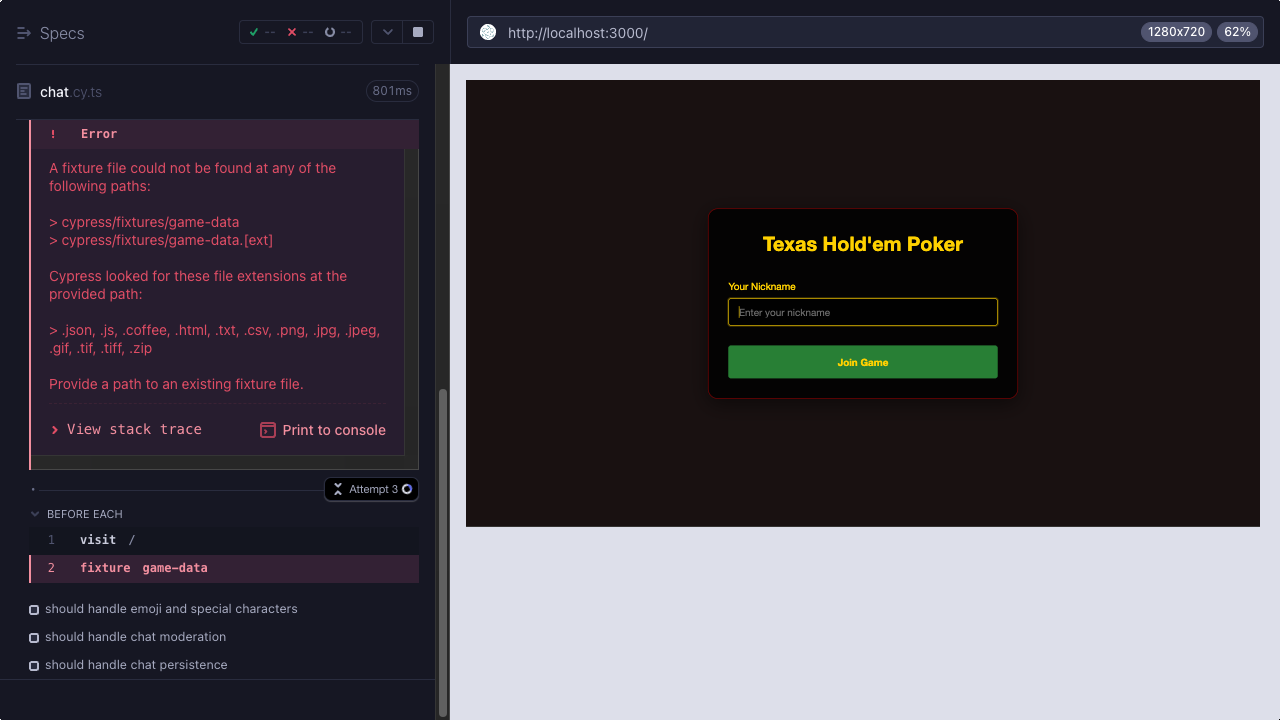 Specs
-- -- --
http://localhost:3000/
1280x720
62%
chat.cy.ts
801ms
! Error
A fixture file could not be found at any of the
following paths:
> cypress/fixtures/game-data
> cypress/fixtures/game-data.[ext]
Cypress looked for these file extensions at the
provided path:
> .json, .js, .coffee, .html, .txt, .csv, .png, .jpg, .jpeg,
.gif, .tif, .tiff, .zip
Provide a path to an existing fixture file.
View stack trace
Print to console
Attempt 3
BEFORE EACH
1 visit /
2 fixture game-data
should handle emoji and special characters
should handle chat moderation
should handle chat persistence
Texas Hold'em Poker
Your Nickname
Enter your nickname
Join Game